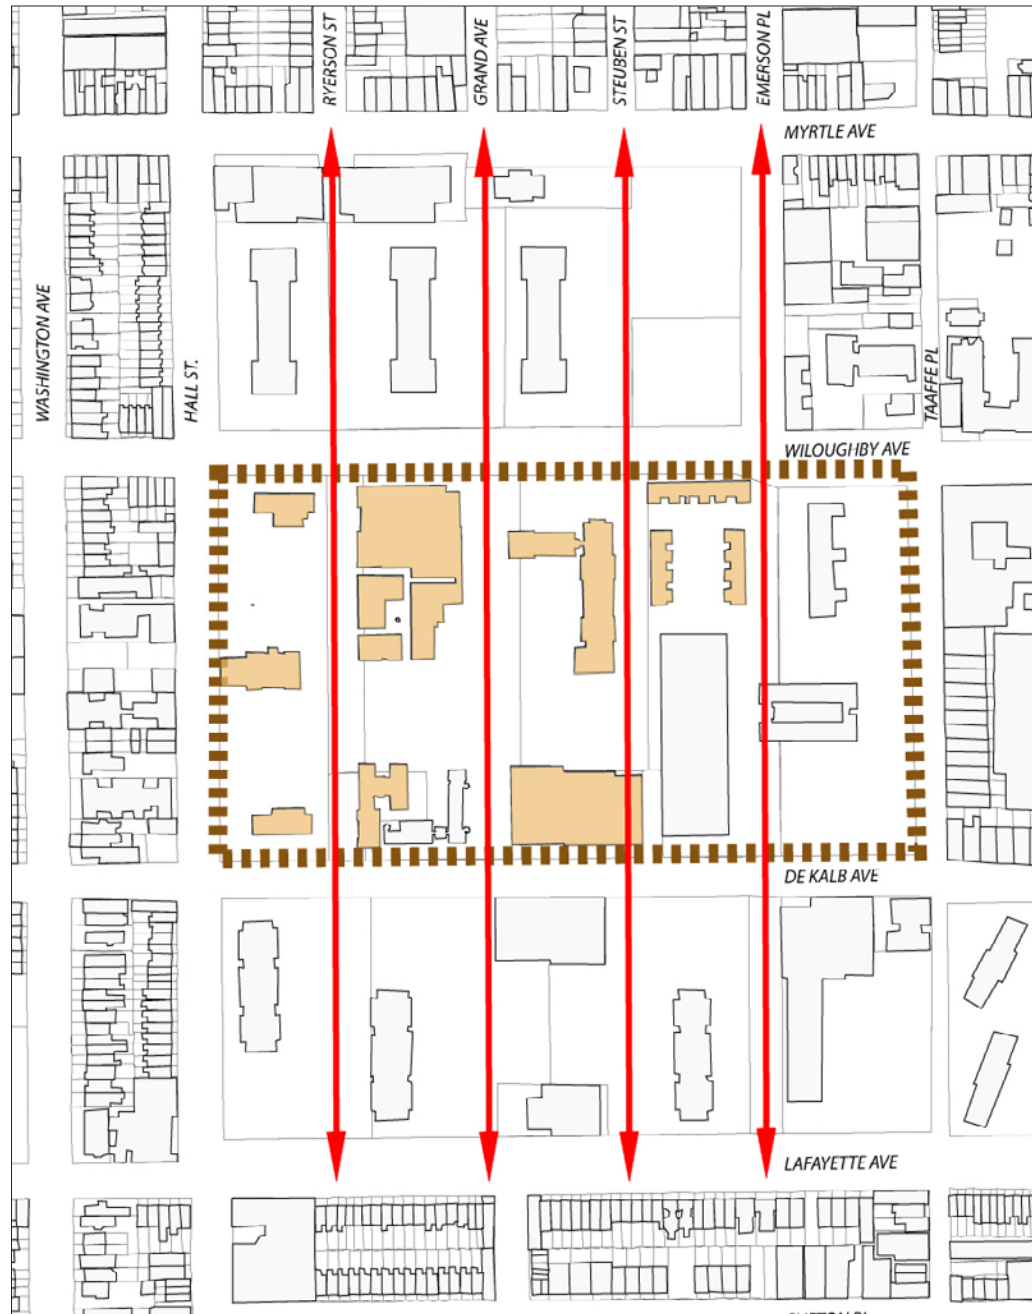 RYERSON ST
GRAND AVE
STEUBEN ST
EMERSON PL
MYRTLE AVE
WASHINGTON AVE
HALL ST.
TAAFFE PL
WILOUGHBY AVE
DE KALB AVE
LAFAYETTE AVE